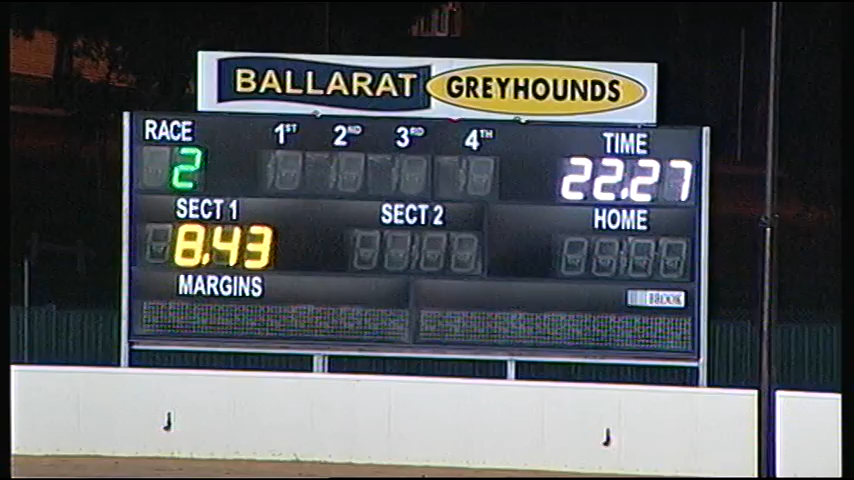 BALLARAT GREYHOUNDS
RACE 1ST 2ND 3RD 4TH TIME
2 22.27
SECT 1 SECT 2 HOME
8.43
MARGINS
BROOK